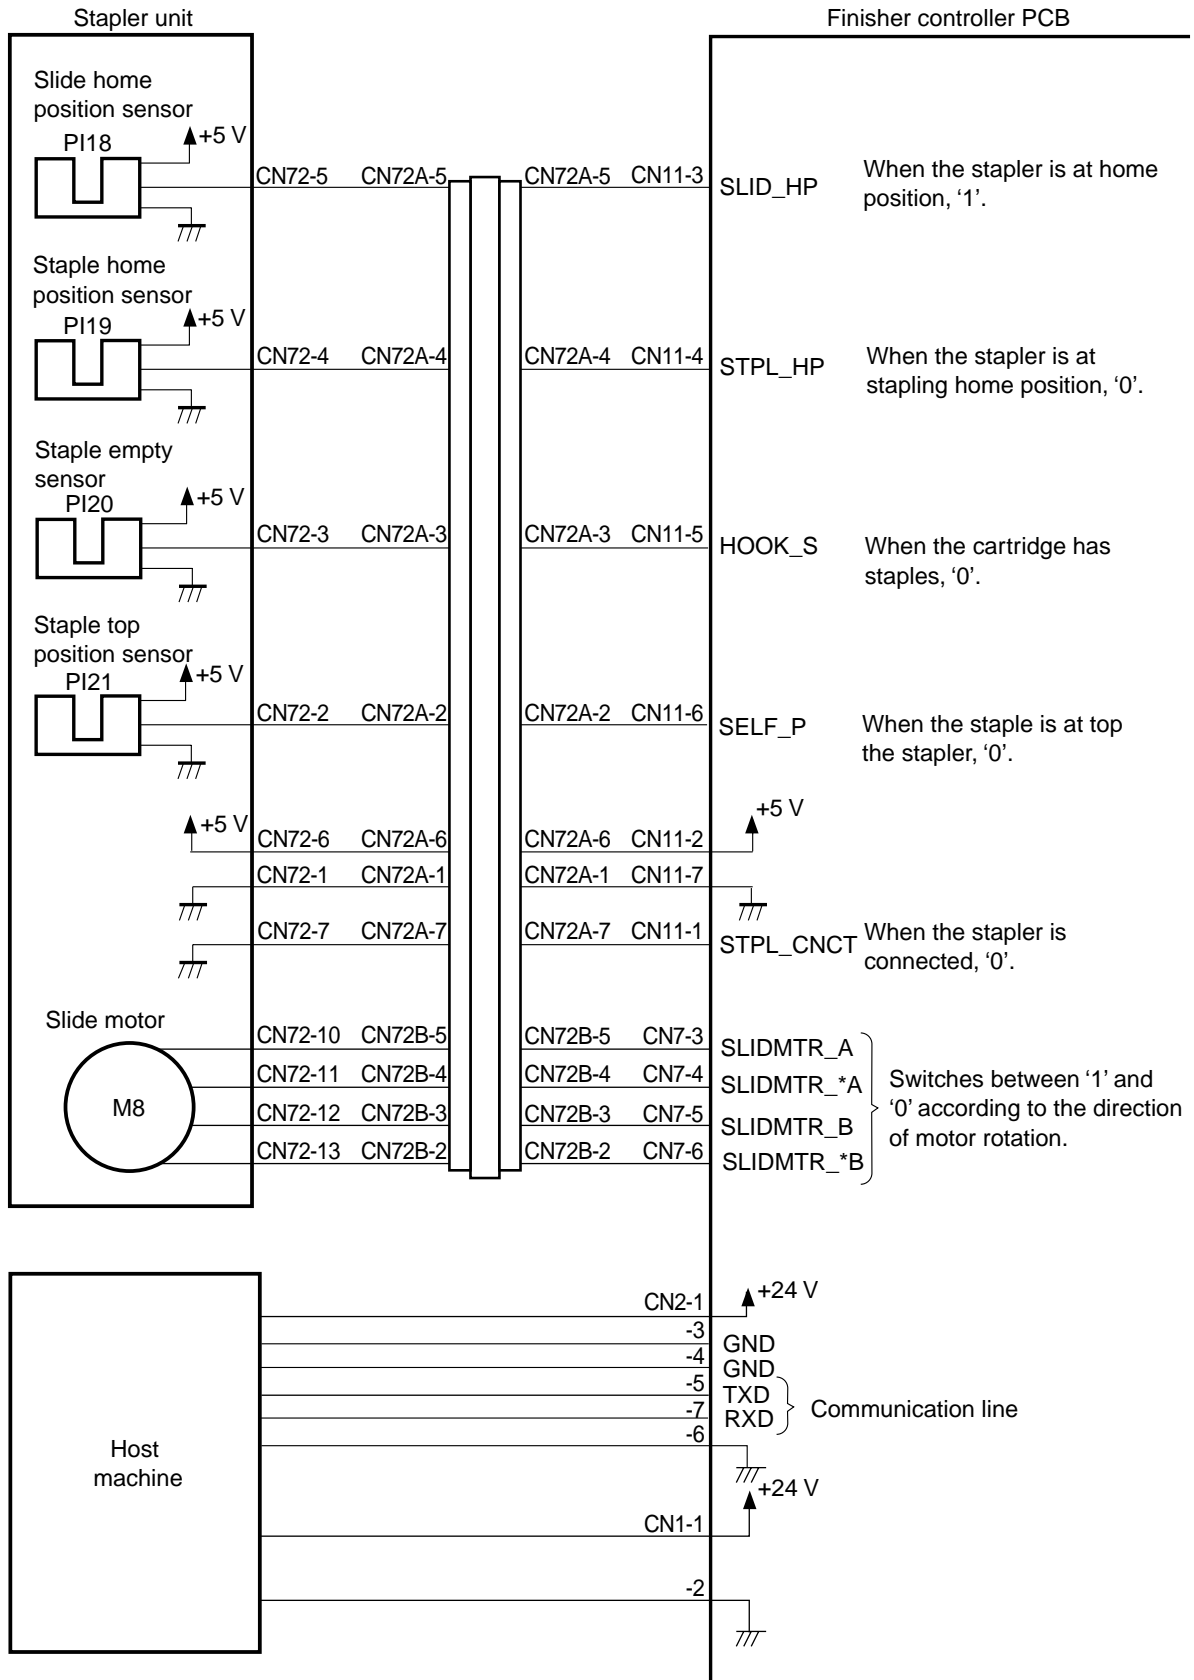 Stapler unit
Finisher controller PCB
Slide home
position sensor
PI18
+5 V
CN72-5 CN72A-5 CN72A-5 CN11-3
SLID_HP
When the stapler is at home
position, ‘1’.
Staple home
position sensor
PI19
+5 V
CN72-4 CN72A-4 CN72A-4 CN11-4
STPL_HP
When the stapler is at
stapling home position, ‘0’.
Staple empty
sensor
PI20
+5 V
CN72-3 CN72A-3 CN72A-3 CN11-5
HOOK_S
When the cartridge has
staples, ‘0’.
Staple top
position sensor
PI21
+5 V
CN72-2 CN72A-2 CN72A-2 CN11-6
SELF_P
When the staple is at top
the stapler, ‘0’.
+5 V
CN72-6 CN72A-6 CN72A-6 CN11-2
+5 V
CN72-1 CN72A-1 CN72A-1 CN11-7
CN72-7 CN72A-7 CN72A-7 CN11-1
STPL_CNCT
When the stapler is
connected, ‘0’.
Slide motor
M8
CN72-10 CN72B-5 CN72B-5 CN7-3
SLIDMTR_A
CN72-11 CN72B-4 CN72B-4 CN7-4
SLIDMTR_*A
CN72-12 CN72B-3 CN72B-3 CN7-5
SLIDMTR_B
CN72-13 CN72B-2 CN72B-2 CN7-6
SLIDMTR_*B
Switches between ‘1’ and
‘0’ according to the direction
of motor rotation.
Host
machine
CN2-1
+24 V
-3
GND
-4
GND
-5
TXD
-7
RXD
Communication line
-6
+24 V
CN1-1
-2